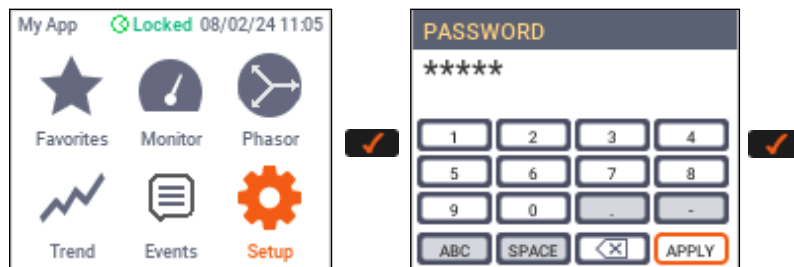 My App Locked 08/02/24 11:05
Favorites Monitor Phasor
Trend Events Setup
PASSWORD
*****
1 2 3 4
5 6 7 8
9 0 . -
ABC SPACE APPLY